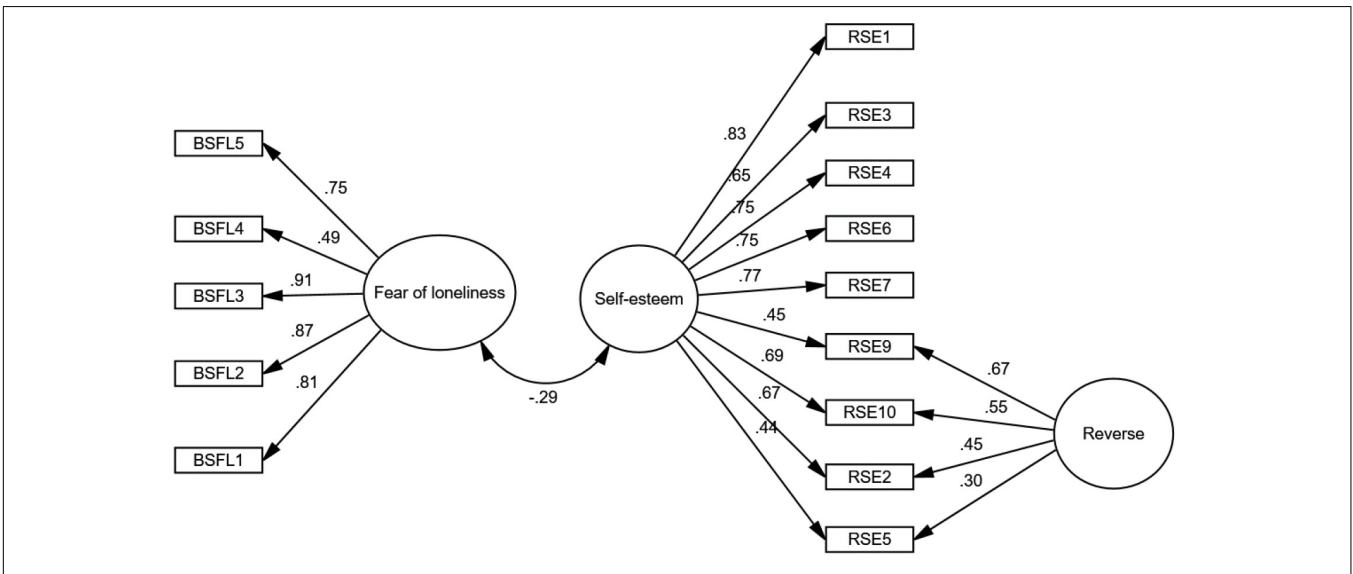 BSFL5
BSFL4
BSFL3
BSFL2
BSFL1
.75
.49
.91
.87
.81
Fear of loneliness
-.29
Self-esteem
.83
.65
.75
.75
.77
.45
.69
.67
.44
RSE1
RSE3
RSE4
RSE6
RSE7
RSE9
RSE10
RSE2
RSE5
.67
.55
.45
.30
Reverse